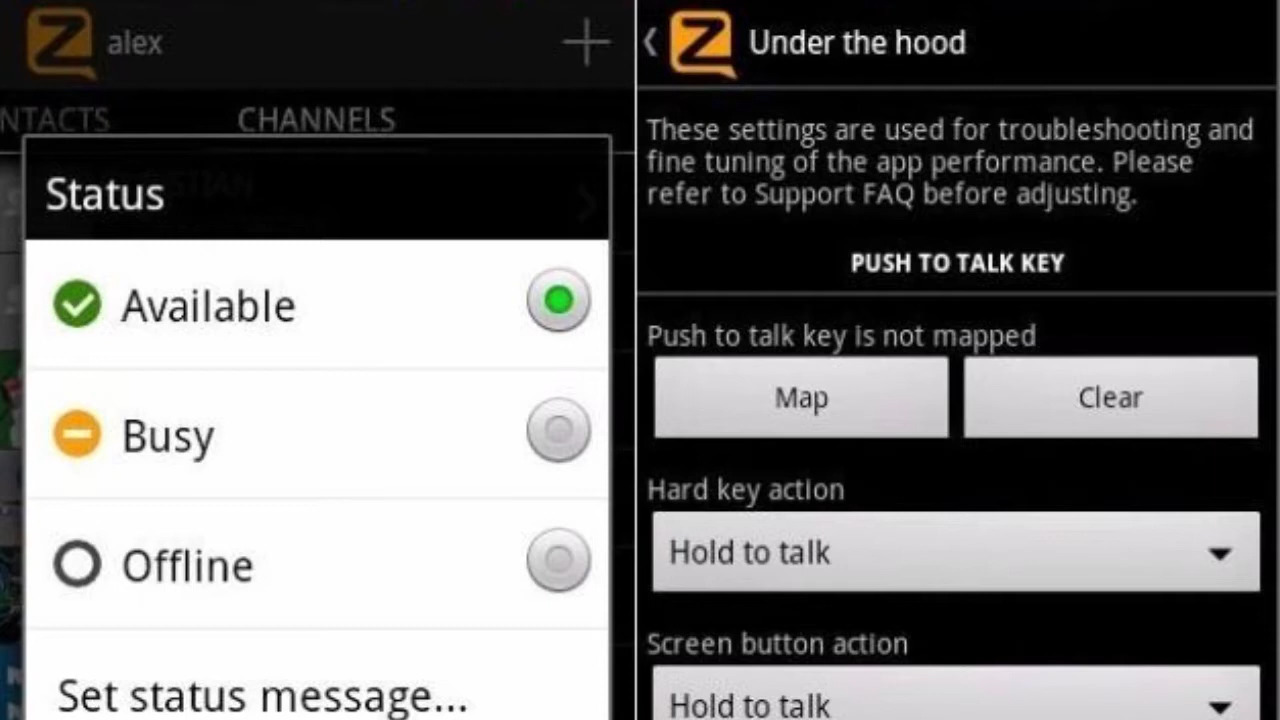 alex
NTACTS
CHANNELS
Status
Available
Busy
Offline
Set status message...
Under the hood
These settings are used for troubleshooting and
fine tuning of the app performance. Please
refer to Support FAQ before adjusting.
PUSH TO TALK KEY
Push to talk key is not mapped
Map
Clear
Hard key action
Hold to talk
Screen button action
Hold to talk